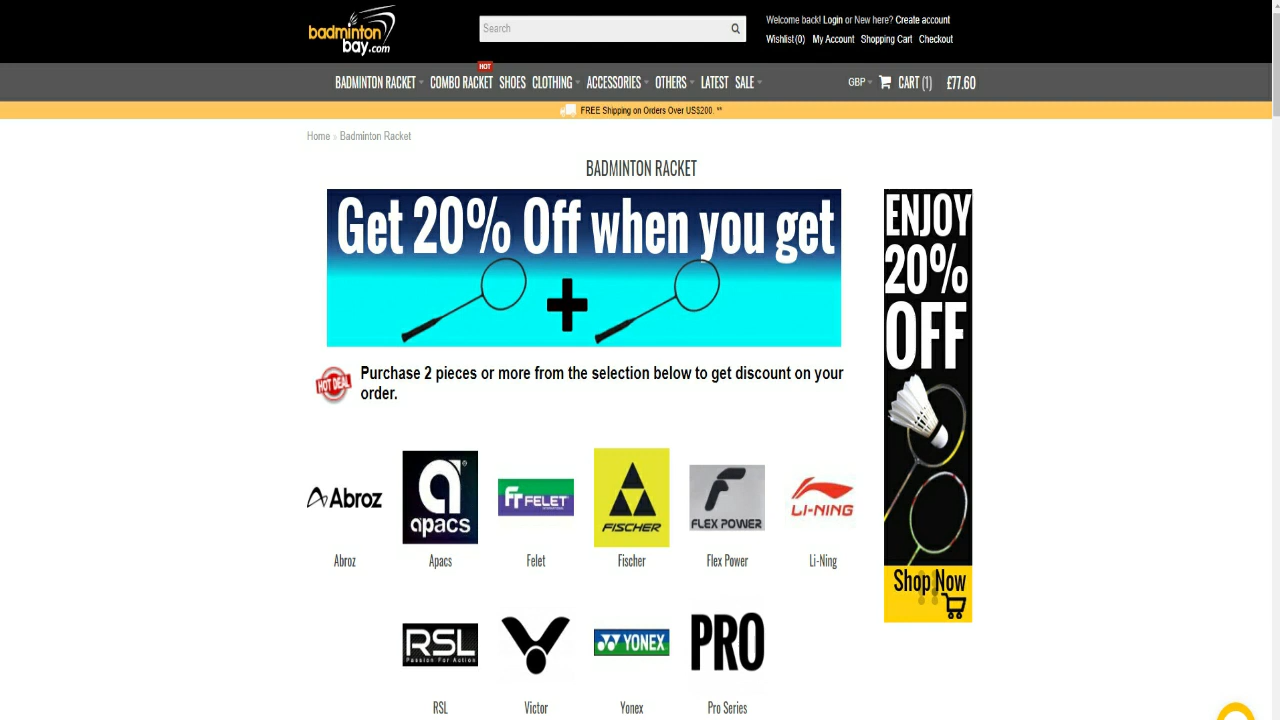 badminton
bay.com
Search
Welcome back! Login or New here? Create account
Wishlist(0) My Account Shopping Cart Checkout
HOT
BADMINTON RACKET COMBO RACKET SHOES CLOTHING ACCESSORIES OTHERS LATEST SALE
GBP CART (1) £77.60
FREE Shipping on Orders Over US$200. **
Home » Badminton Racket
BADMINTON RACKET
Get 20% Off when you get
+
HOT DEAL
Purchase 2 pieces or more from the selection below to get discount on your
order.
ENJOY
20%
OFF
Shop Now
Abroz
apacs
FT FELET
INTERNATIONAL
FISCHER
FLEX POWER
LI-NING
Abroz
Apacs
Felet
Fischer
Flex Power
Li-Ning
RSL
Passion For Action
YONEX
PRO
RSL
Victor
Yonex
Pro Series